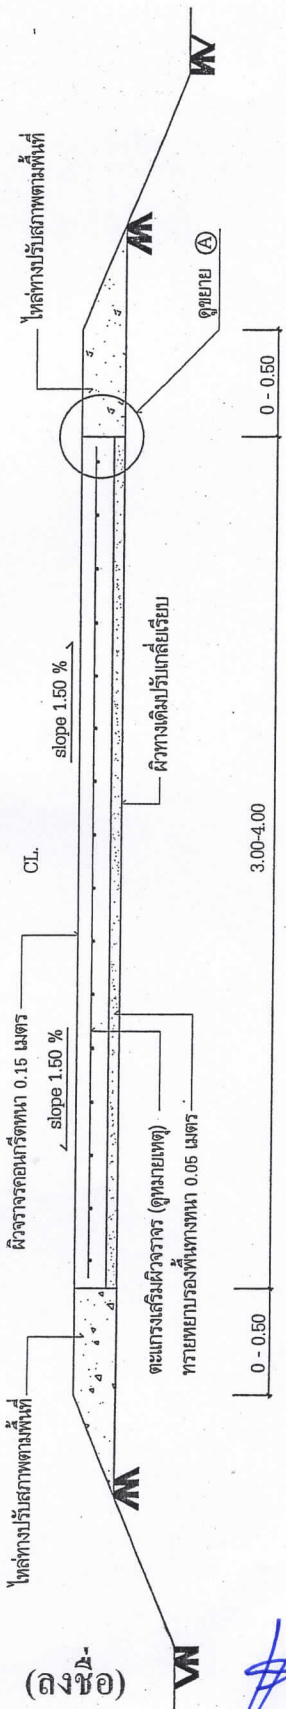 ไหล่ทางปรับสภาพตามพื้นที่
ผิวจราจรคอนกรีตหนา 0.15 เมตร
CL.
ไหล่ทางปรับสภาพตามพื้นที่
slope 1.50 %
slope 1.50 %
ตะแกรงเสริมผิวจราจร (ดูหมายเหตุ)
ทรายหยาบรองพื้นทางหนา 0.05 เมตร
ผิวทางเดิมปรับเกลี่ยเรียบ
ดูขยาย A
0 - 0.50
3.00-4.00
0 - 0.50
(ลงชื่อ)